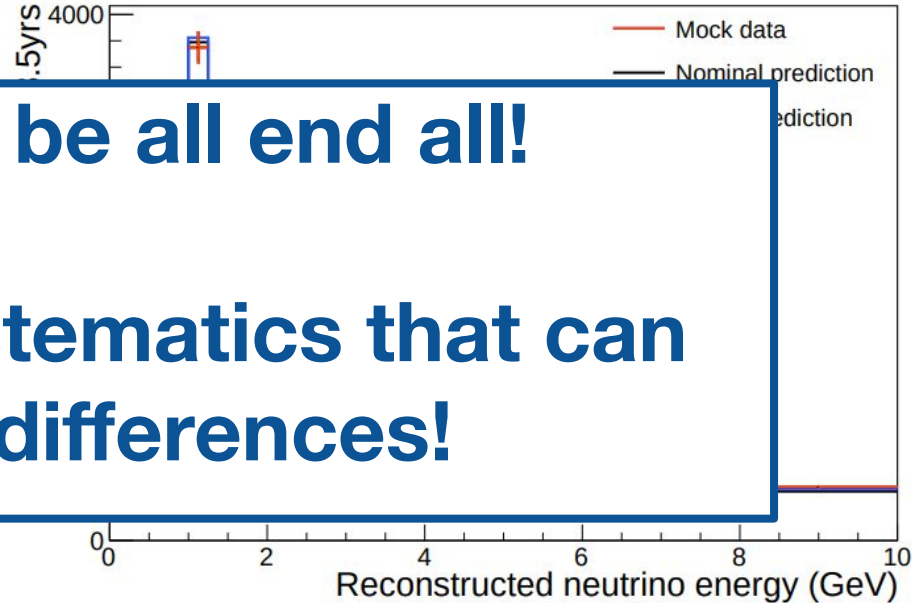 .5yrs
4000
Mock data
Nominal prediction
ediction
be all end all!
tematics that can
differences!
0
0 2 4 6 8 10
Reconstructed neutrino energy (GeV)